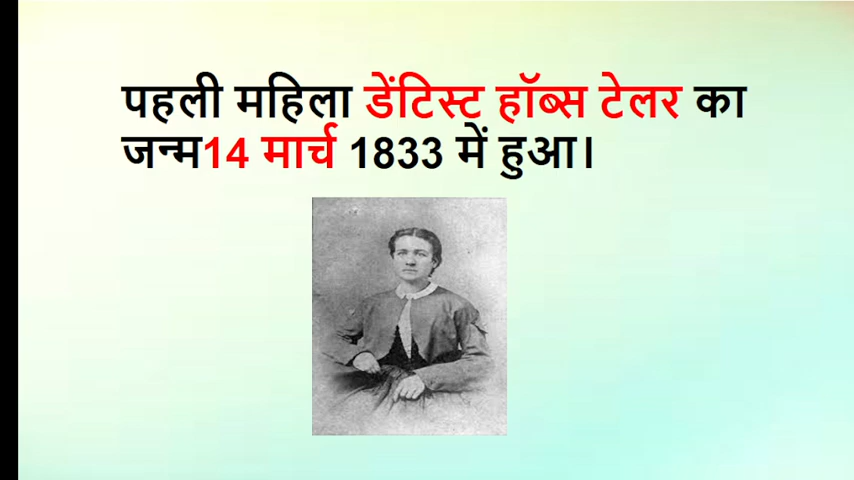 पहली महिला डेंटिस्ट हॉब्स टेलर का
जन्म14 मार्च 1833 में हुआ।